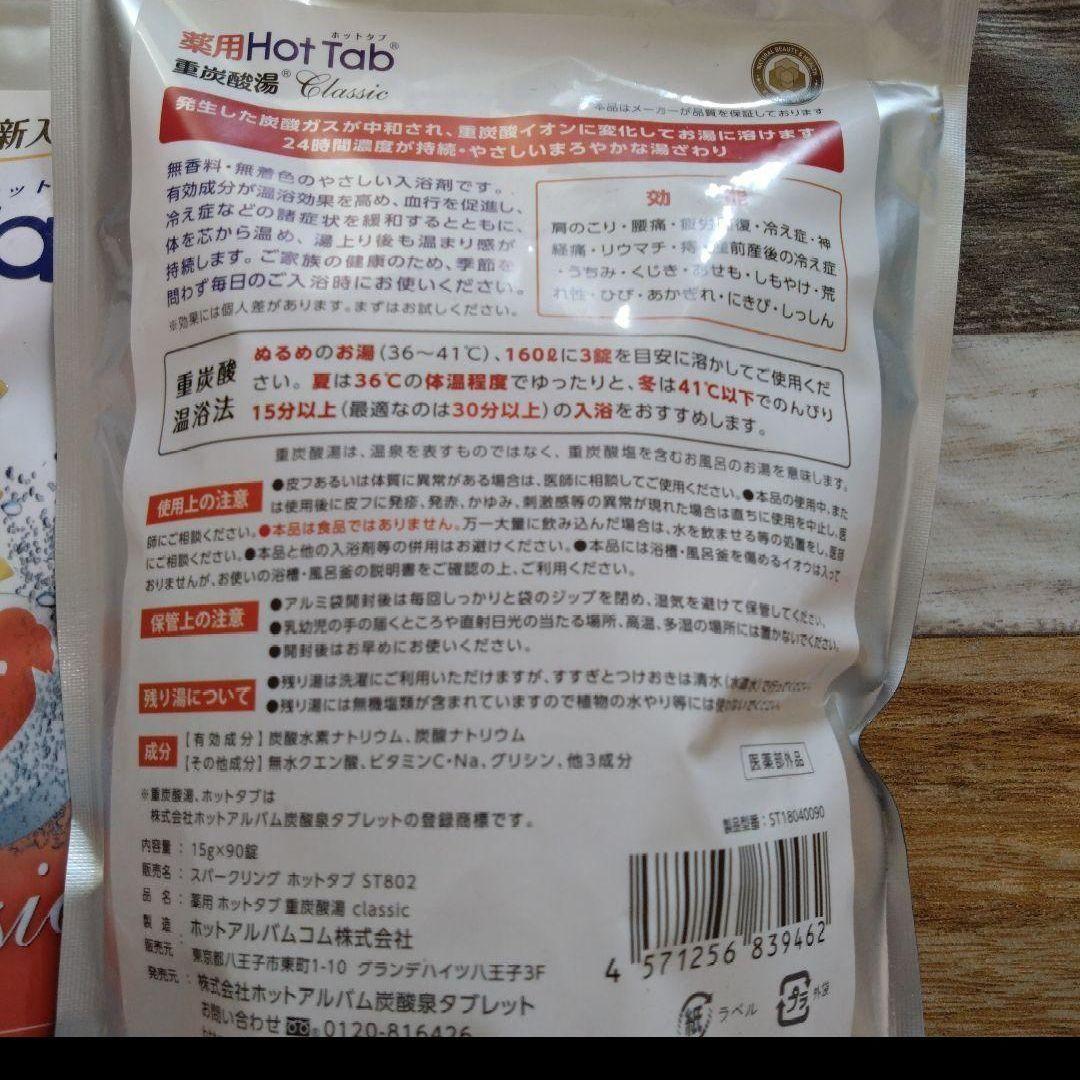 ホットタブ
薬用Hot Tab®
重炭酸湯® Classic
NATURAL BEAUTY &
本品はメーカーが品質を保証しております
発生した炭酸ガスが中和され、重炭酸イオンに変化してお湯に溶けます
24時間濃度が持続・やさしいまろやかな湯ざわり
無香料・無着色のやさしい入浴剤です。
有効成分が温浴効果を高め、血行を促進し、
冷え症などの諸症状を緩和するとともに、
体を芯から温め、湯上り後も温まり感が
持続します。ご家族の健康のため、季節を
問わず毎日のご入浴時にお使いください。
※効果には個人差があります。まずはお試しください。
効 能
肩のこり・腰痛・疲労回復・冷え症・神
経痛・リウマチ・痔・産前産後の冷え症
・うちみ・くじき・あせも・しもやけ・荒
れ性・ひび・あかぎれ・にきび・しっしん
重炭酸
温浴法
ぬるめのお湯(36〜41℃)、160ℓに3錠を目安に溶かしてご使用くだ
さい。夏は36℃の体温程度でゆったりと、冬は41℃以下でのんびり
15分以上(最適なのは30分以上)の入浴をおすすめします。
重炭酸湯は、温泉を表すものではなく、重炭酸塩を含むお風呂のお湯を意味します。
使用上の注意
●皮フあるいは体質に異常がある場合は、医師に相談してご使用ください。●本品の使用中、また
は使用後に皮フに発疹、発赤、かゆみ、刺激感等の異常が現れた場合は直ちに使用を中止し、医
師にご相談ください。●本品は食品ではありません。万一大量に飲み込んだ場合は、水を飲ませる等の処置をし、医師
にご相談ください。●本品と他の入浴剤等の併用はお避けください。●本品には浴槽・風呂釜を傷めるイオウは入って
おりませんが、お使いの浴槽・風呂釜の説明書をご確認の上、ご利用ください。
保管上の注意
●アルミ袋開封後は毎回しっかりと袋のジップを閉め、湿気を避けて保管してください。
●乳幼児の手の届くところや直射日光の当たる場所、高温、多湿の場所には置かないでください。
●開封後はお早めにお使いください。
残り湯について
●残り湯は洗濯にご利用いただけますが、すすぎとつけおきは清水(水道水)で行ってください。
●残り湯には無機塩類が含まれていますので植物の水やり等には使わないでください。
成分
【有効成分】炭酸水素ナトリウム、炭酸ナトリウム
【その他成分】無水クエン酸、ビタミンC・Na、グリシン、他3成分
医薬部外品
※重炭酸湯、ホットタブは
株式会社ホットアルバム炭酸泉タブレットの登録商標です。
製品型番:ST18040090
内容量: 15g×90錠
販売名: スパークリング ホットタブ ST802
品 名: 薬用 ホットタブ 重炭酸湯 classic
製 造 ホットアルバムコム株式会社
販売元: 東京都八王子市東町1-10 グランデハイツ八王子3F
発売元: 株式会社ホットアルバム炭酸泉タブレット
お問い合わせ 0120-816426
4 571256 839462
紙 ラベル
プラ 外袋
新入
ット
a
sic